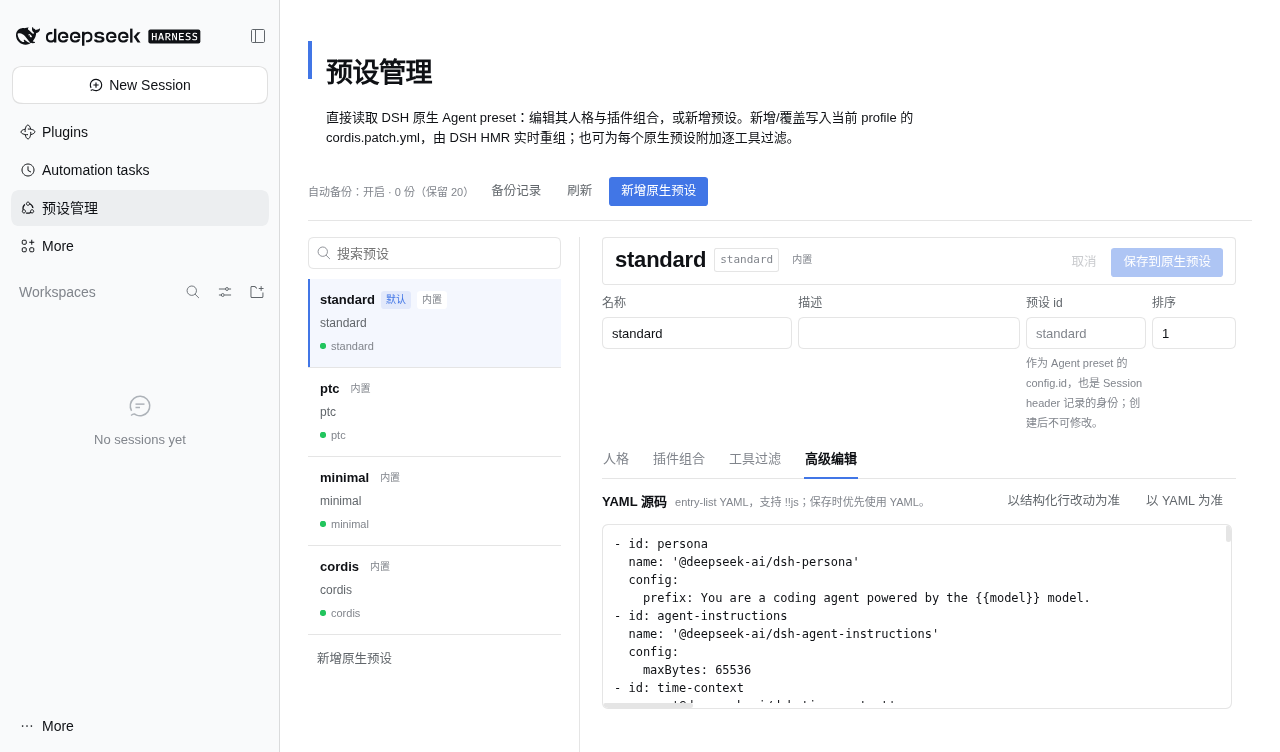 deepseek HARNESS
New Session
Plugins
Automation tasks
预设管理
More
Workspaces
No sessions yet
More
预设管理
直接读取 DSH 原生 Agent preset：编辑其人格与插件组合，或新增预设。新增/覆盖写入当前 profile 的
cordis.patch.yml，由 DSH HMR 实时重组；也可为每个原生预设附加逐工具过滤。
自动备份：开启 · 0 份（保留 20） 备份记录 刷新 新增原生预设
搜索预设
standard 默认 内置
standard
standard
ptc 内置
ptc
ptc
minimal 内置
minimal
minimal
cordis 内置
cordis
cordis
新增原生预设
standard standard 内置 取消 保存到原生预设
名称 描述 预设 id 排序
standard standard 1
作为 Agent preset 的
config.id，也是 Session
header 记录的身份；创
建后不可修改。
人格 插件组合 工具过滤 高级编辑
YAML 源码 entry-list YAML，支持 !!js；保存时优先使用 YAML。 以结构化行改动为准 以 YAML 为准
- id: persona
  name: '@deepseek-ai/dsh-persona'
  config:
    prefix: You are a coding agent powered by the {{model}} model.
- id: agent-instructions
  name: '@deepseek-ai/dsh-agent-instructions'
  config:
    maxBytes: 65536
- id: time-context